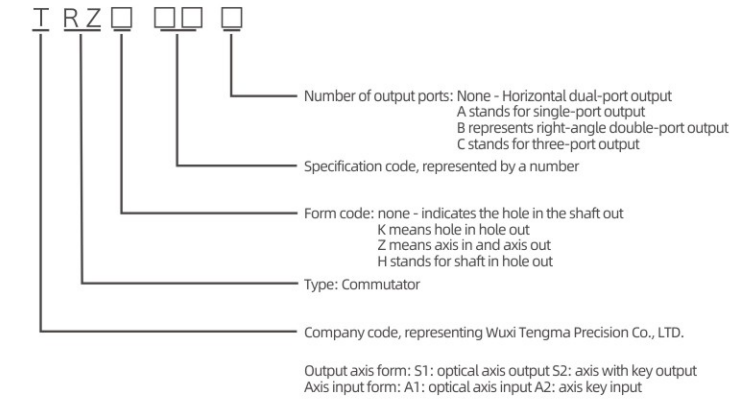 T RZ□ □□ □
Number of output ports: None - Horizontal dual-port output
A stands for single-port output
B represents right-angle double-port output
C stands for three-port output
Specification code, represented by a number
Form code: none - indicates the hole in the shaft out
K means hole in hole out
Z means axis in and axis out
H stands for shaft in hole out
Type: Commutator
Company code, representing Wuxi Tengma Precision Co., LTD.
Output axis form: S1: optical axis output S2: axis with key output
Axis input form: A1: optical axis input A2: axis key input